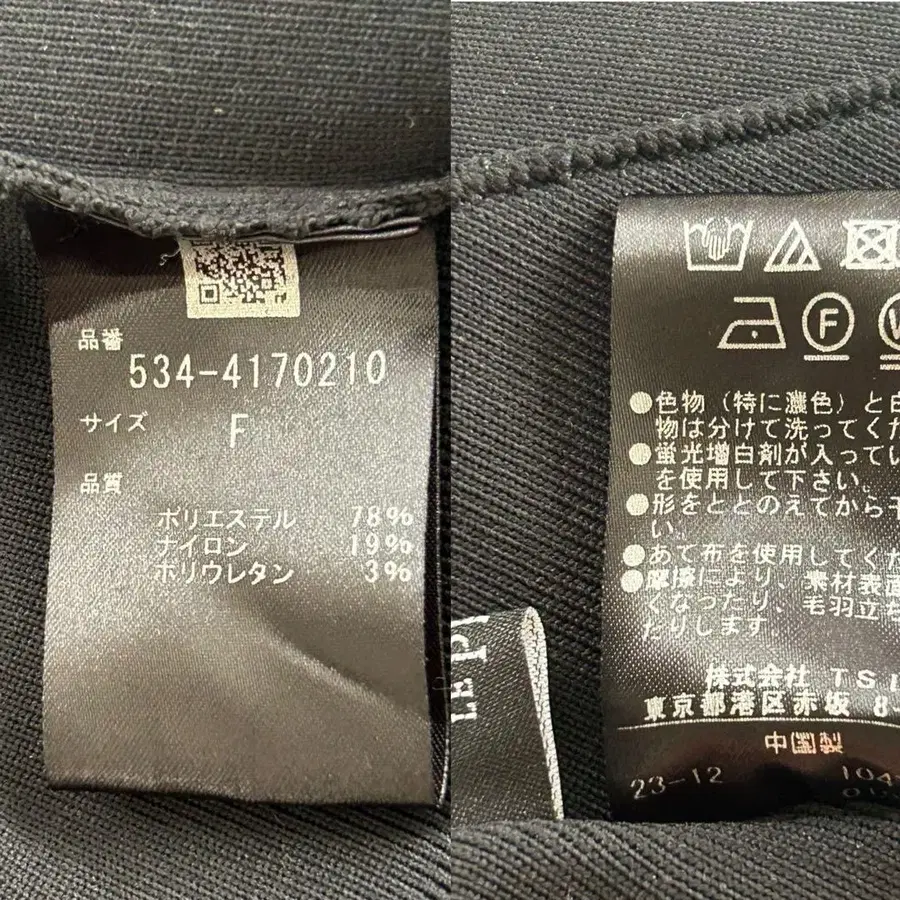 品番
534-4170210
サイズ F
品質
ポリエステル 78%
ナイロン 19%
ポリウレタン 3%
F
W
●色物(特に濃色)と白
物は分けて洗ってくだ
●蛍光増白剤が入ってい
を使用して下さい。
●形をととのえてから干
い。
●あて布を使用してくだ
●摩擦により、素材表面
くなったり、毛羽立ち
たりします
株式会社 TSI
東京都港区赤坂 8-
中国製
23-12 104
LE P